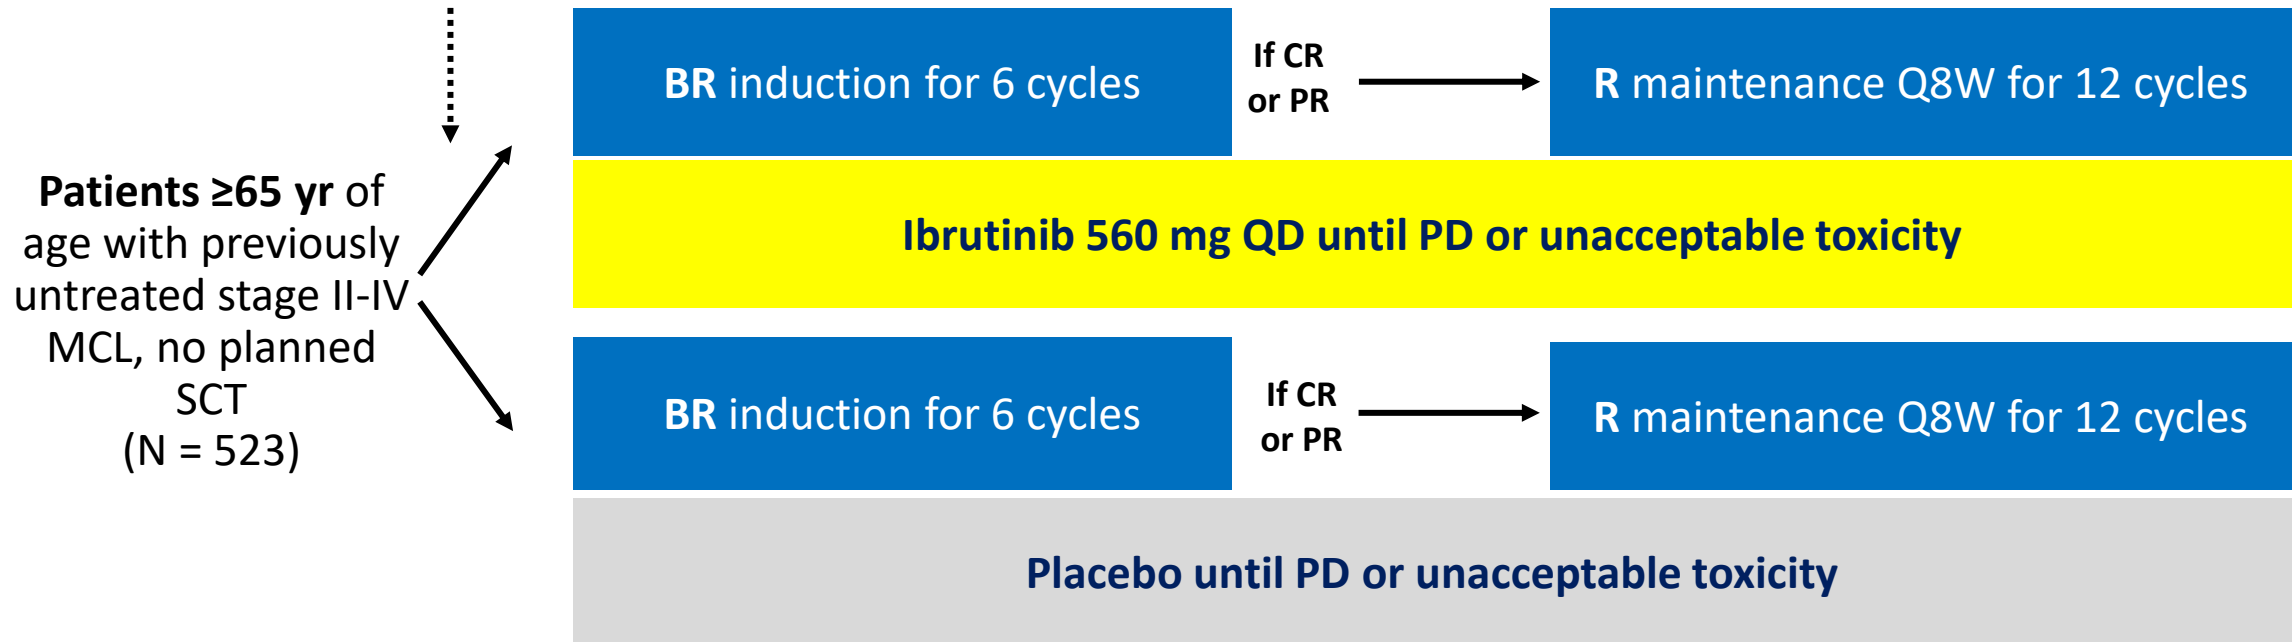 Patients ≥65 yr of
age with previously
untreated stage II-IV
MCL, no planned
SCT
(N = 523)
BR induction for 6 cycles
If CR
or PR
R maintenance Q8W for 12 cycles
Ibrutinib 560 mg QD until PD or unacceptable toxicity
BR induction for 6 cycles
If CR
or PR
R maintenance Q8W for 12 cycles
Placebo until PD or unacceptable toxicity